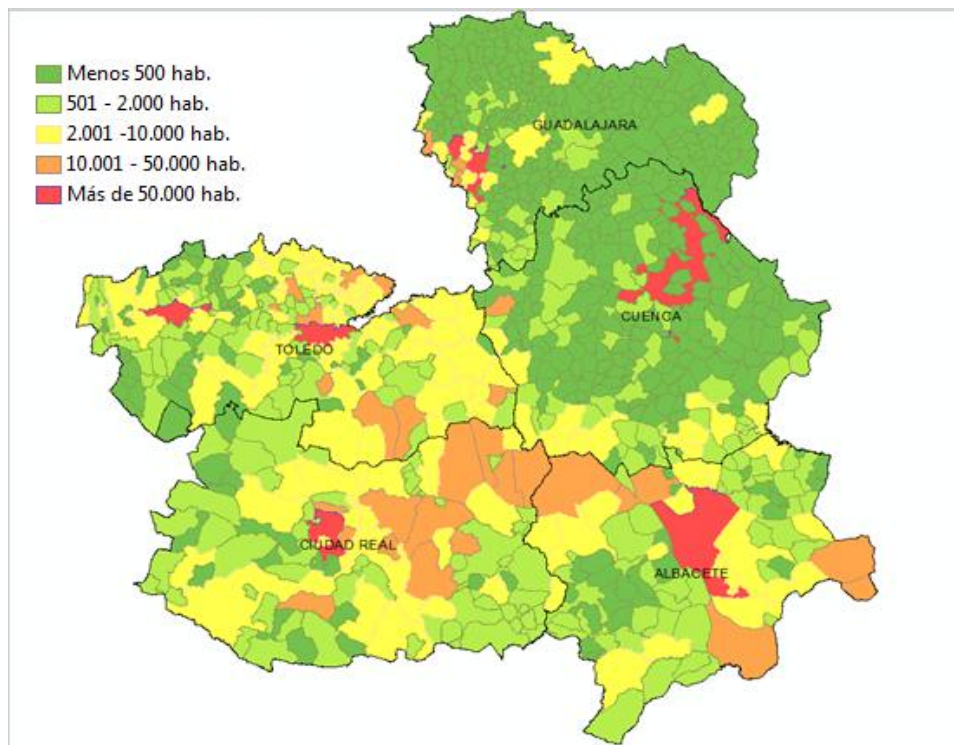 Menos 500 hab.
501 - 2.000 hab.
2.001 -10.000 hab.
10.001 - 50.000 hab.
Más de 50.000 hab.
GUADALAJARA
CUENCA
TOLEDO
CIUDAD REAL
ALBACETE